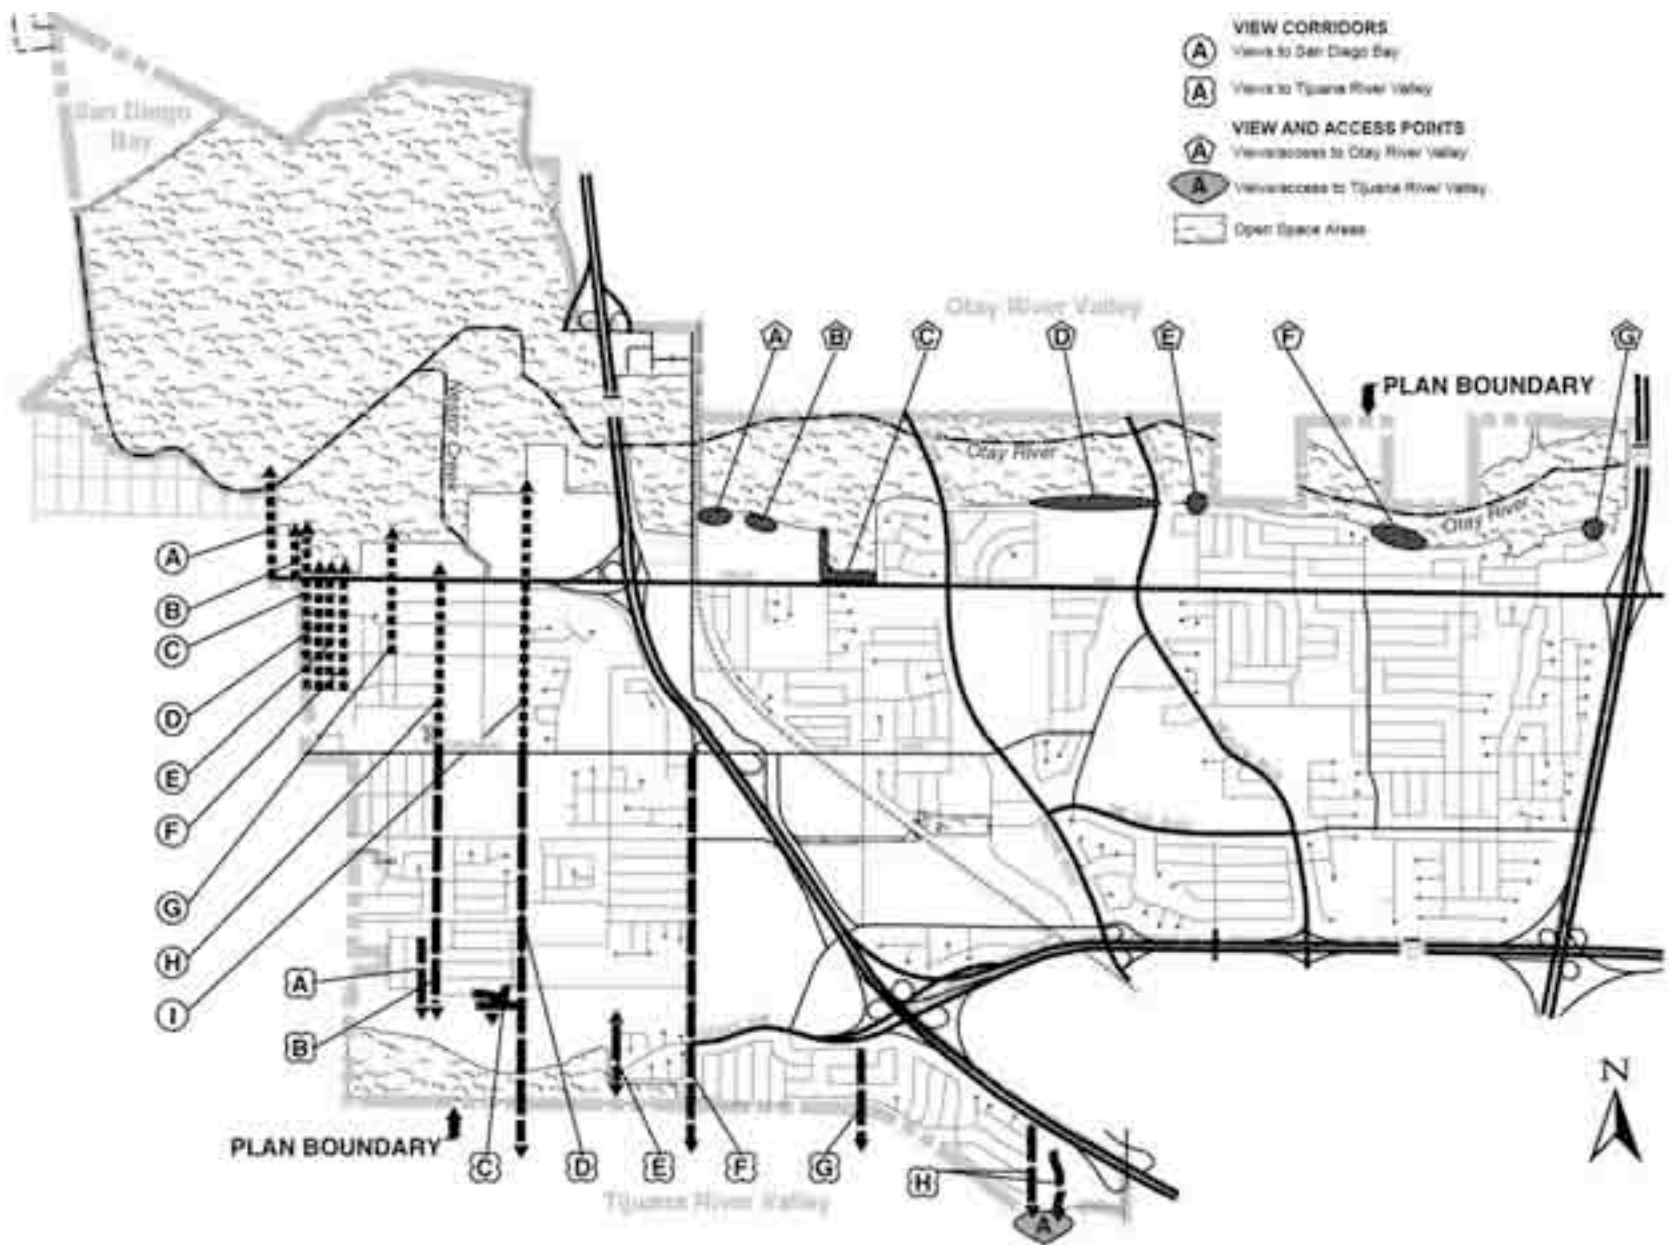 VIEW CORRIDORS
A Views to San Diego Bay
A Views to Tijuana River Valley
VIEW AND ACCESS POINTS
A Views/access to Otay River Valley
A Views/access to Tijuana River Valley
Open Space Areas
San Diego
Bay
Otay River Valley
A B C D E F G
PLAN BOUNDARY
Nestor Creek
Otay River
Otay River
A
B
C
D
E
F
G
H
I
A
B
PLAN BOUNDARY
C D E F G H
Tijuana River Valley
A
N